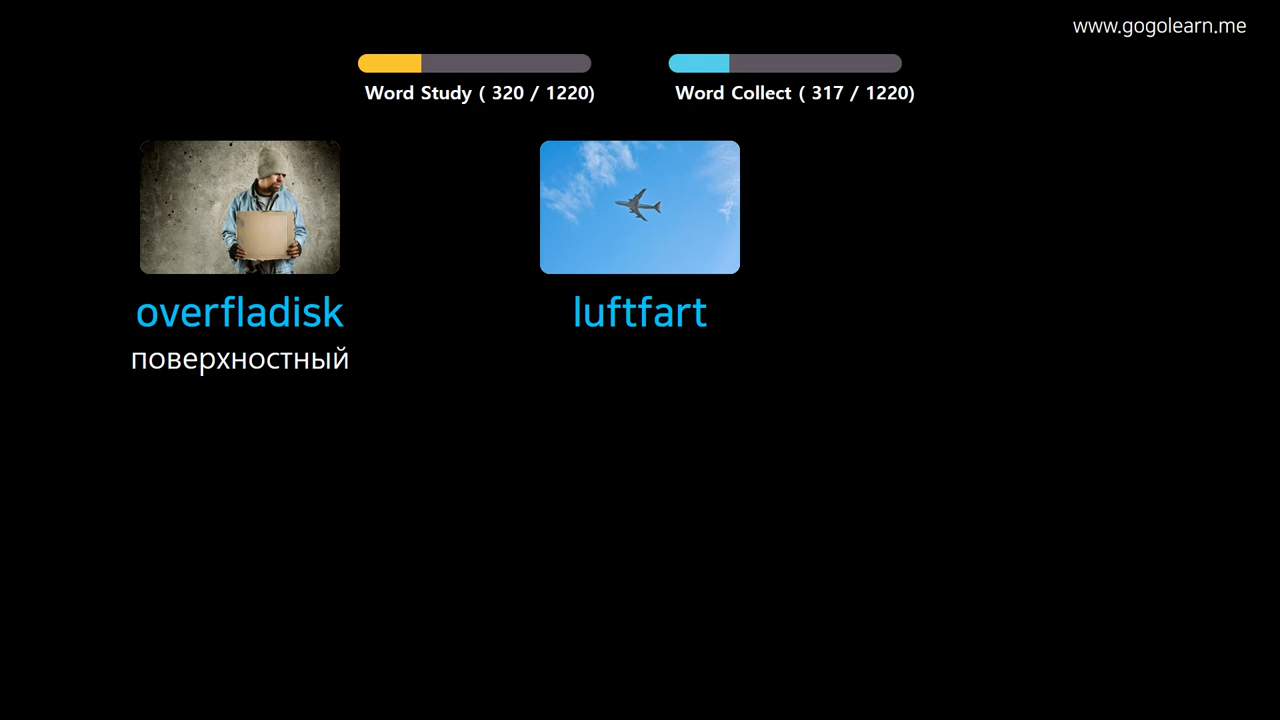 www.gogolearn.me
Word Study ( 320 / 1220)
Word Collect ( 317 / 1220)
overfladisk
поверхностный
luftfart